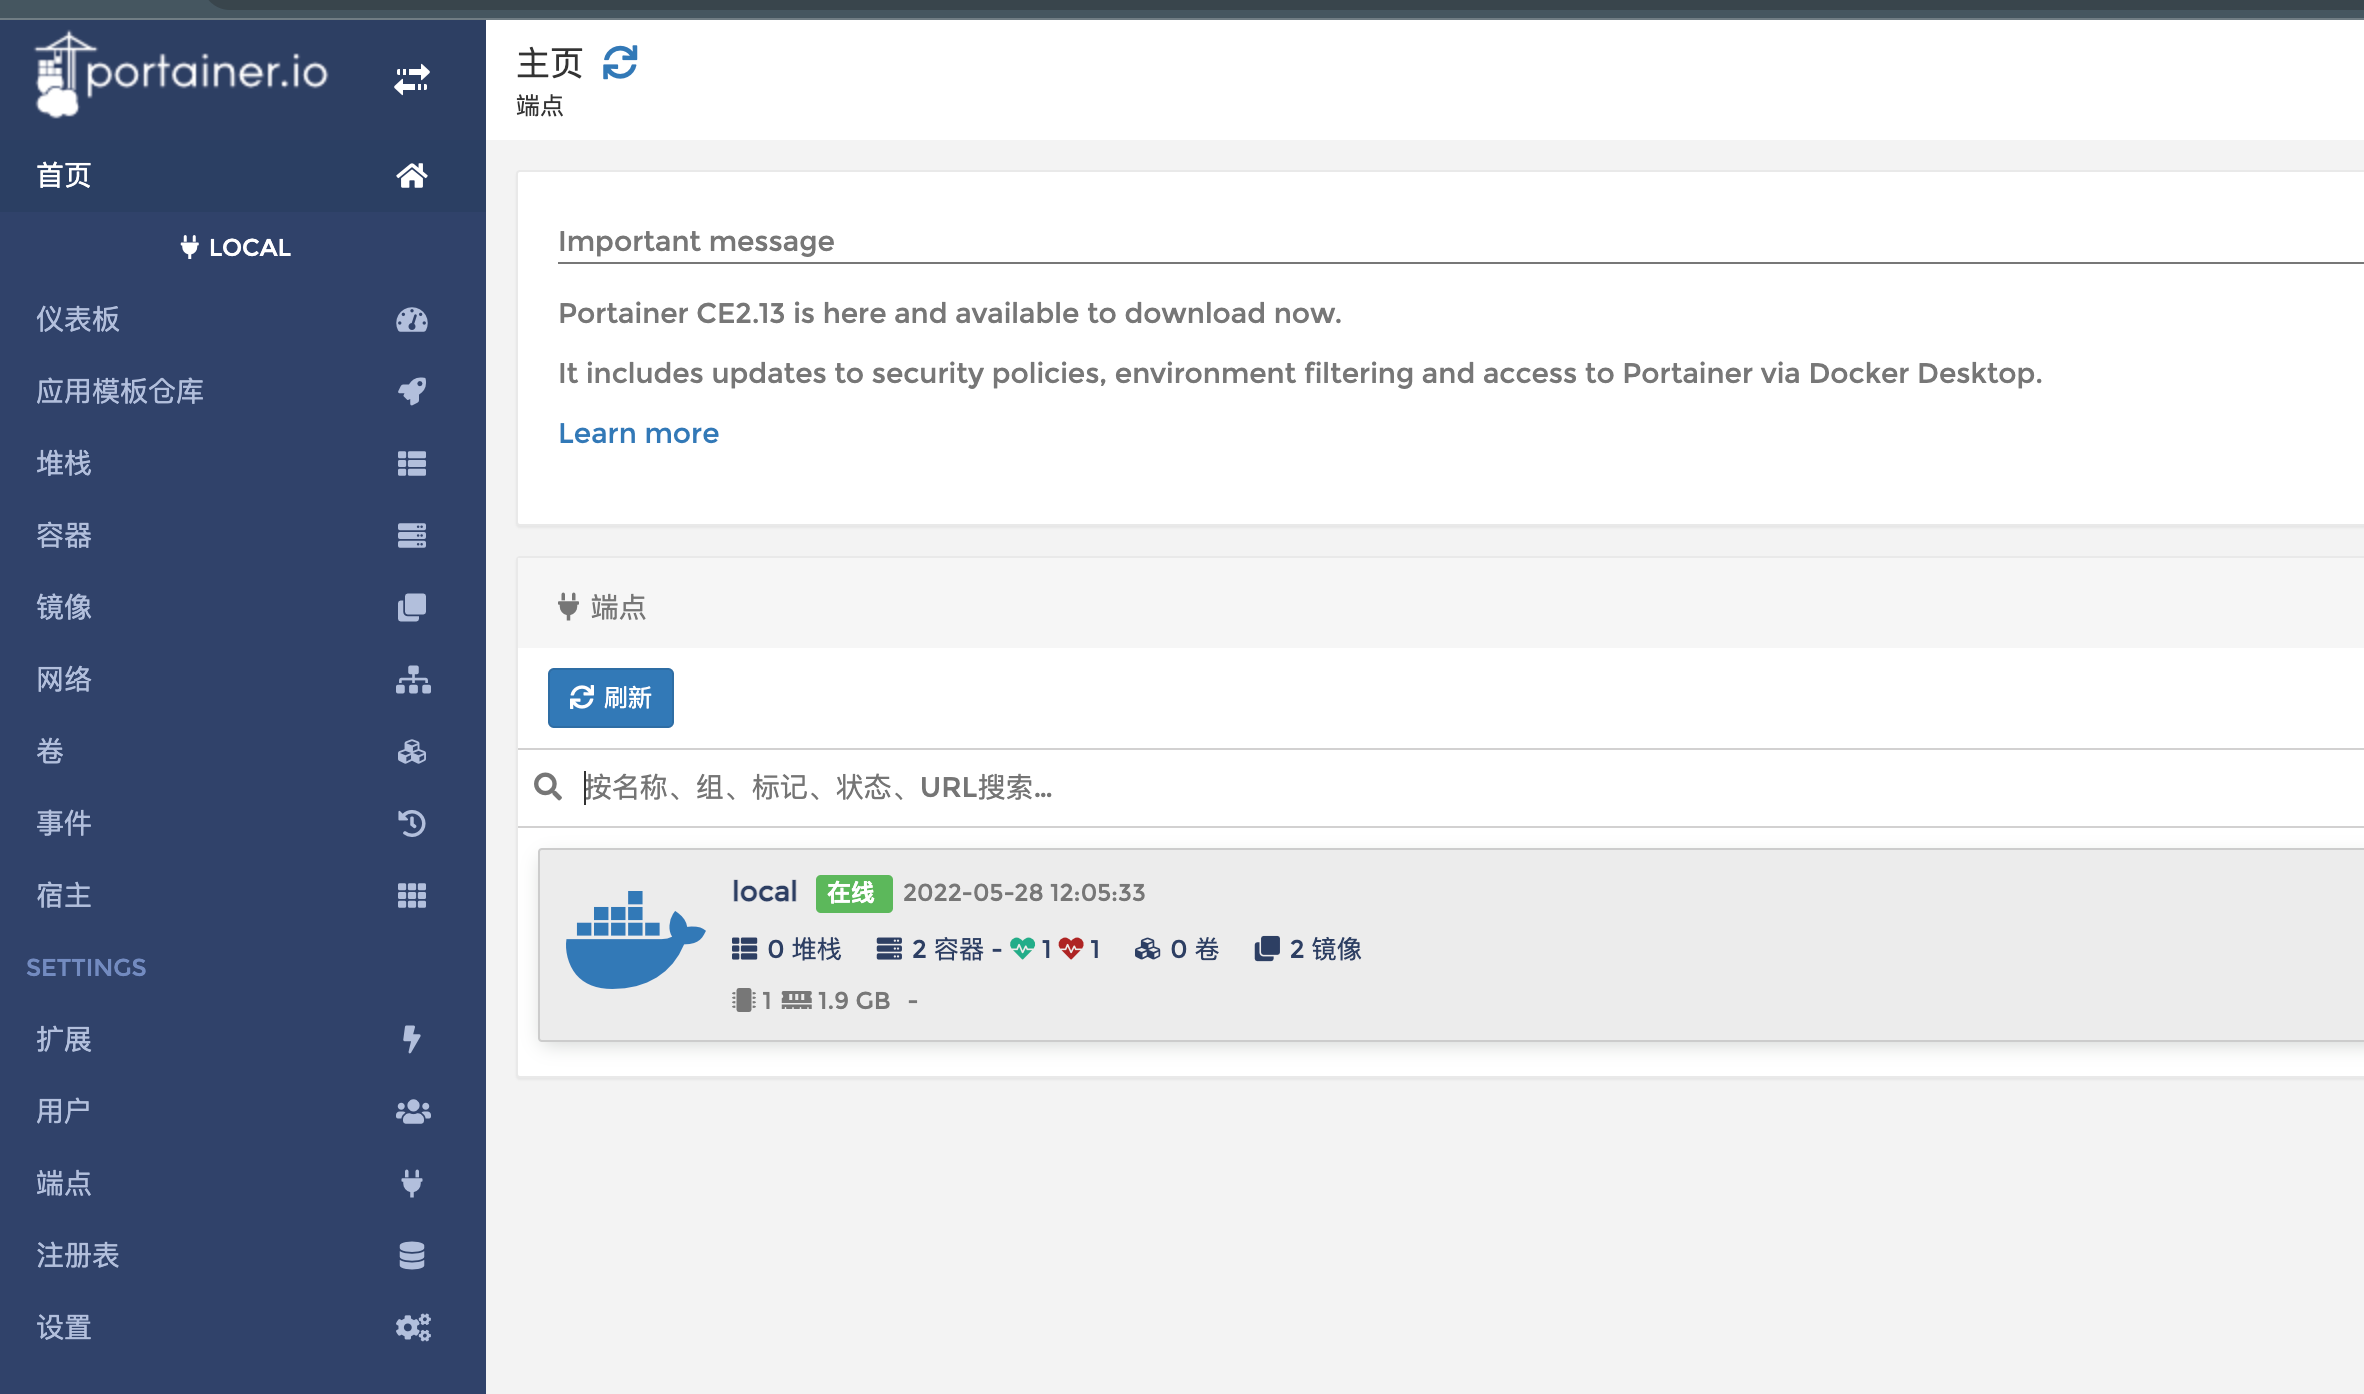 portainer.io
首页
LOCAL
仪表板
应用模板仓库
堆栈
容器
镜像
网络
卷
事件
宿主
SETTINGS
扩展
用户
端点
注册表
设置
主页
端点
Important message
Portainer CE2.13 is here and available to download now.
It includes updates to security policies, environment filtering and access to Portainer via Docker Desktop.
Learn more
端点
刷新
按名称、组、标记、状态、URL搜索...
local 在线 2022-05-28 12:05:33
0 堆栈 2 容器 - 1 1 0 卷 2 镜像
1 1.9 GB -